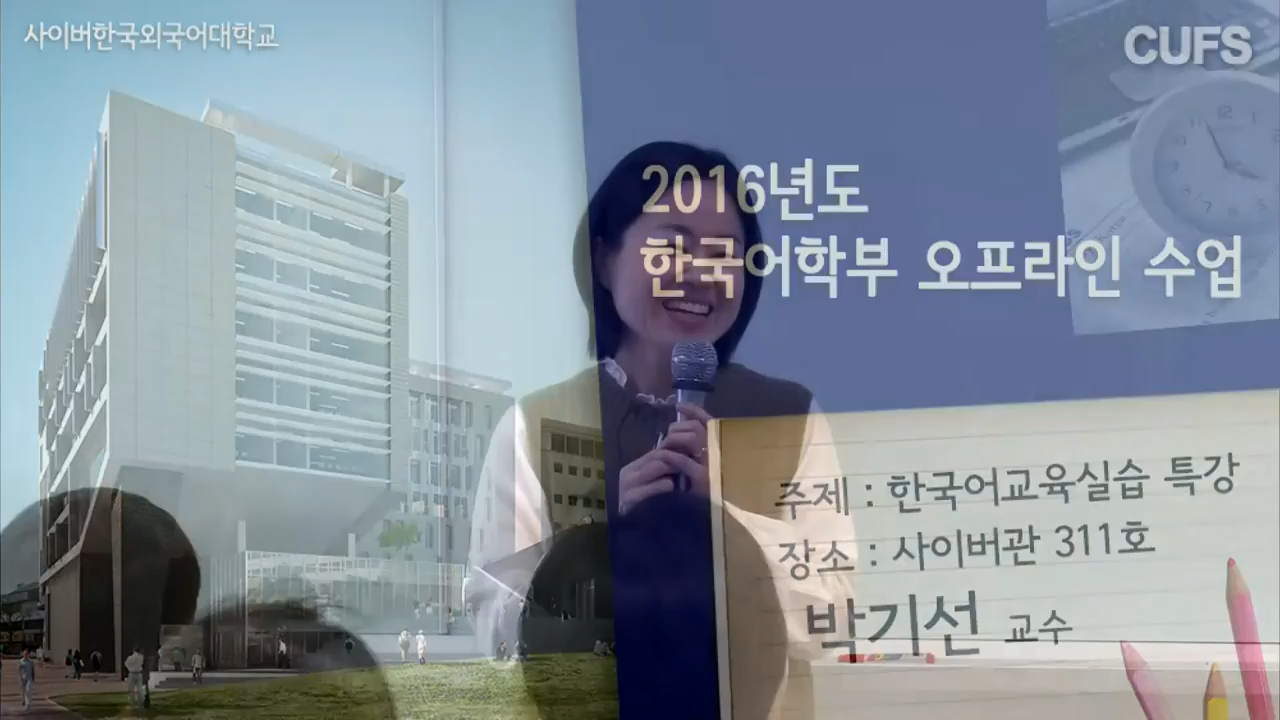 사이버한국외국어대학교
CUFS
2016년도
한국어학부 오프라인 수업
주제 : 한국어교육실습 특강
장소 : 사이버관 311호
박기선 교수